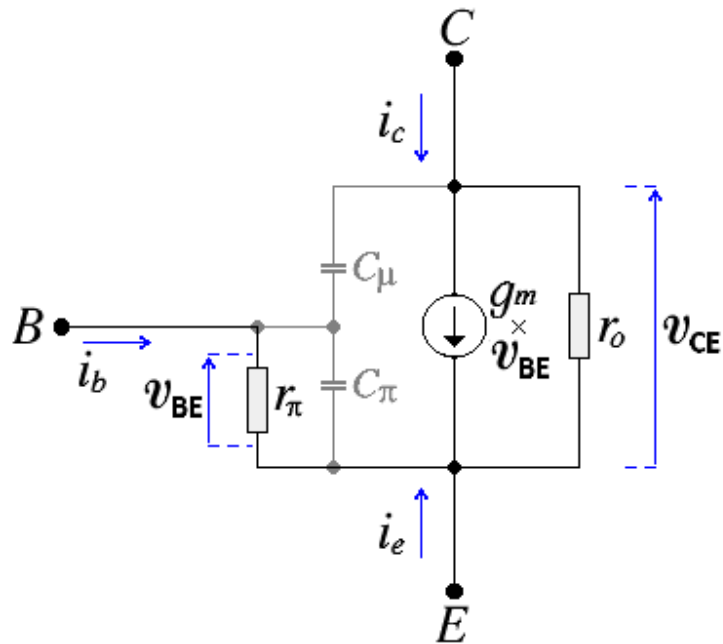 C
i_c
C_μ
g_m
×
v_BE
r_o
v_CE
B
i_b
v_BE
r_π
C_π
i_e
E